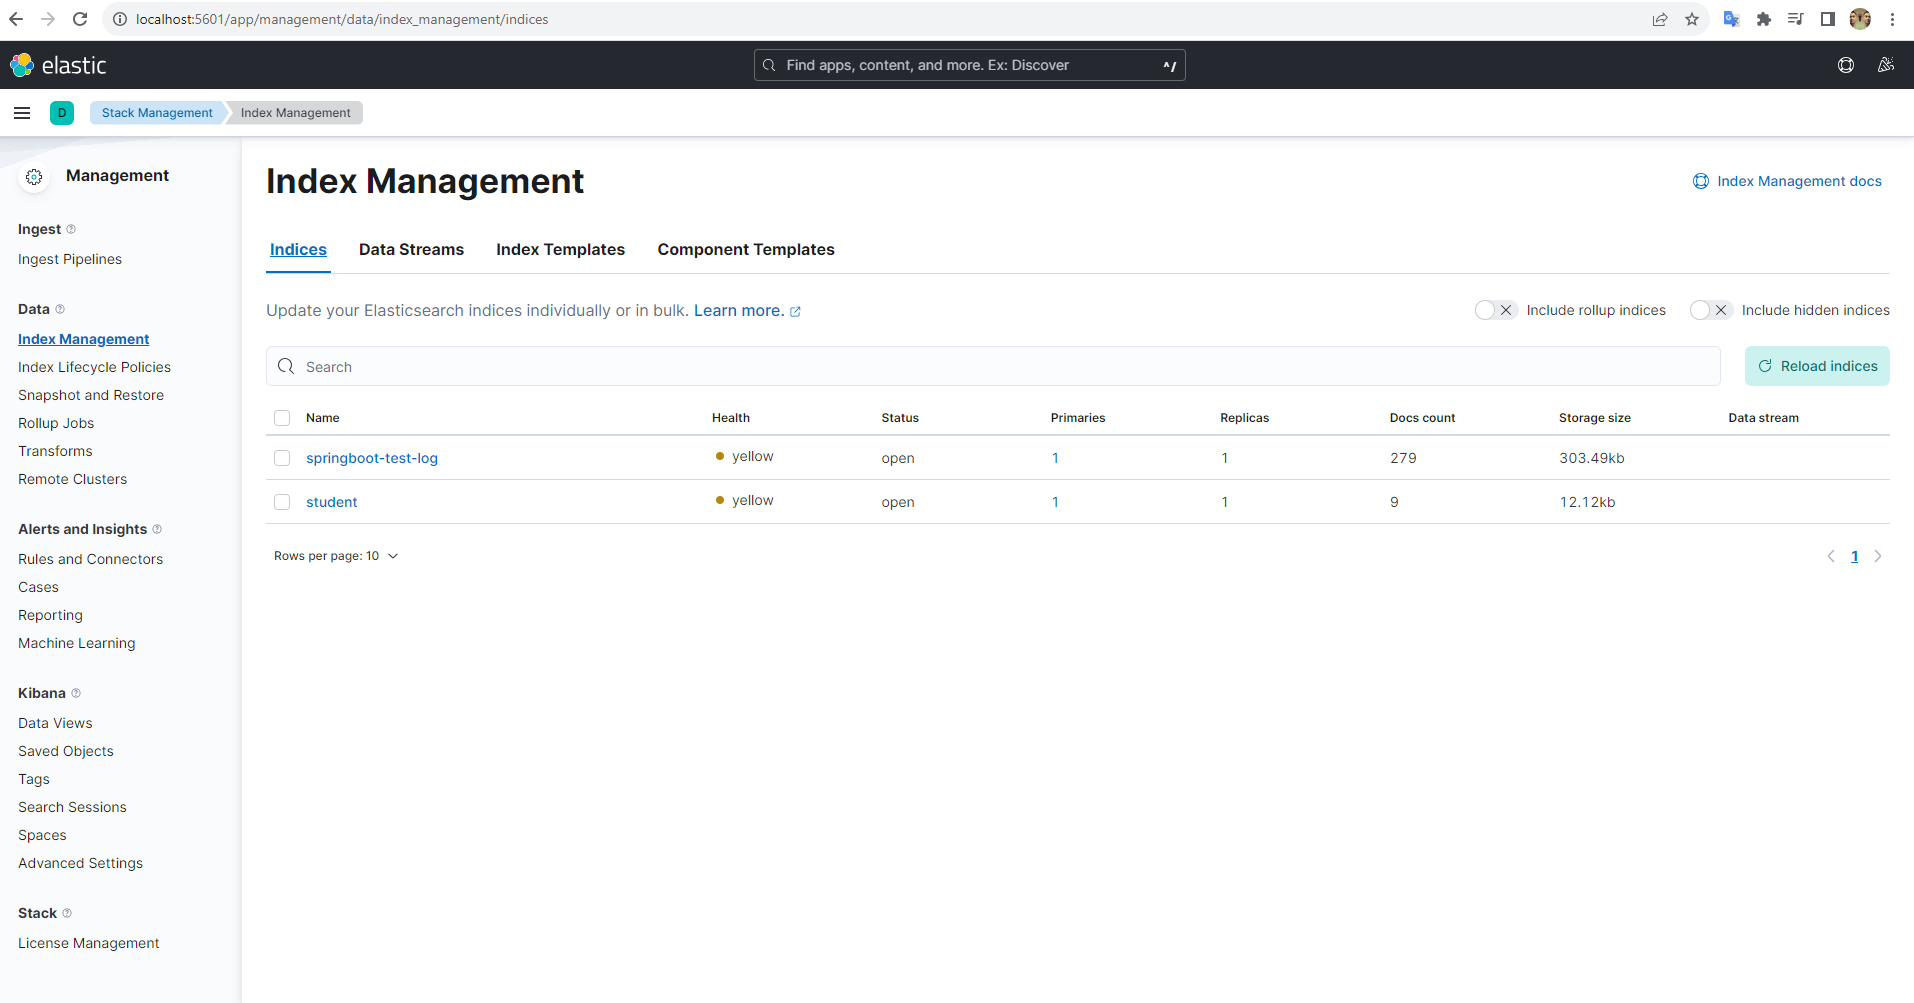 localhost:5601/app/management/data/index_management/indices
elastic
Find apps, content, and more. Ex: Discover ^/
D Stack Management Index Management
Management
Ingest
Ingest Pipelines
Data
Index Management
Index Lifecycle Policies
Snapshot and Restore
Rollup Jobs
Transforms
Remote Clusters
Alerts and Insights
Rules and Connectors
Cases
Reporting
Machine Learning
Kibana
Data Views
Saved Objects
Tags
Search Sessions
Spaces
Advanced Settings
Stack
License Management
Index Management
Index Management docs
Indices Data Streams Index Templates Component Templates
Update your Elasticsearch indices individually or in bulk. Learn more.
Include rollup indices Include hidden indices
Search
Reload indices
Name Health Status Primaries Replicas Docs count Storage size Data stream
springboot-test-log yellow open 1 1 279 303.49kb
student yellow open 1 1 9 12.12kb
Rows per page: 10
1